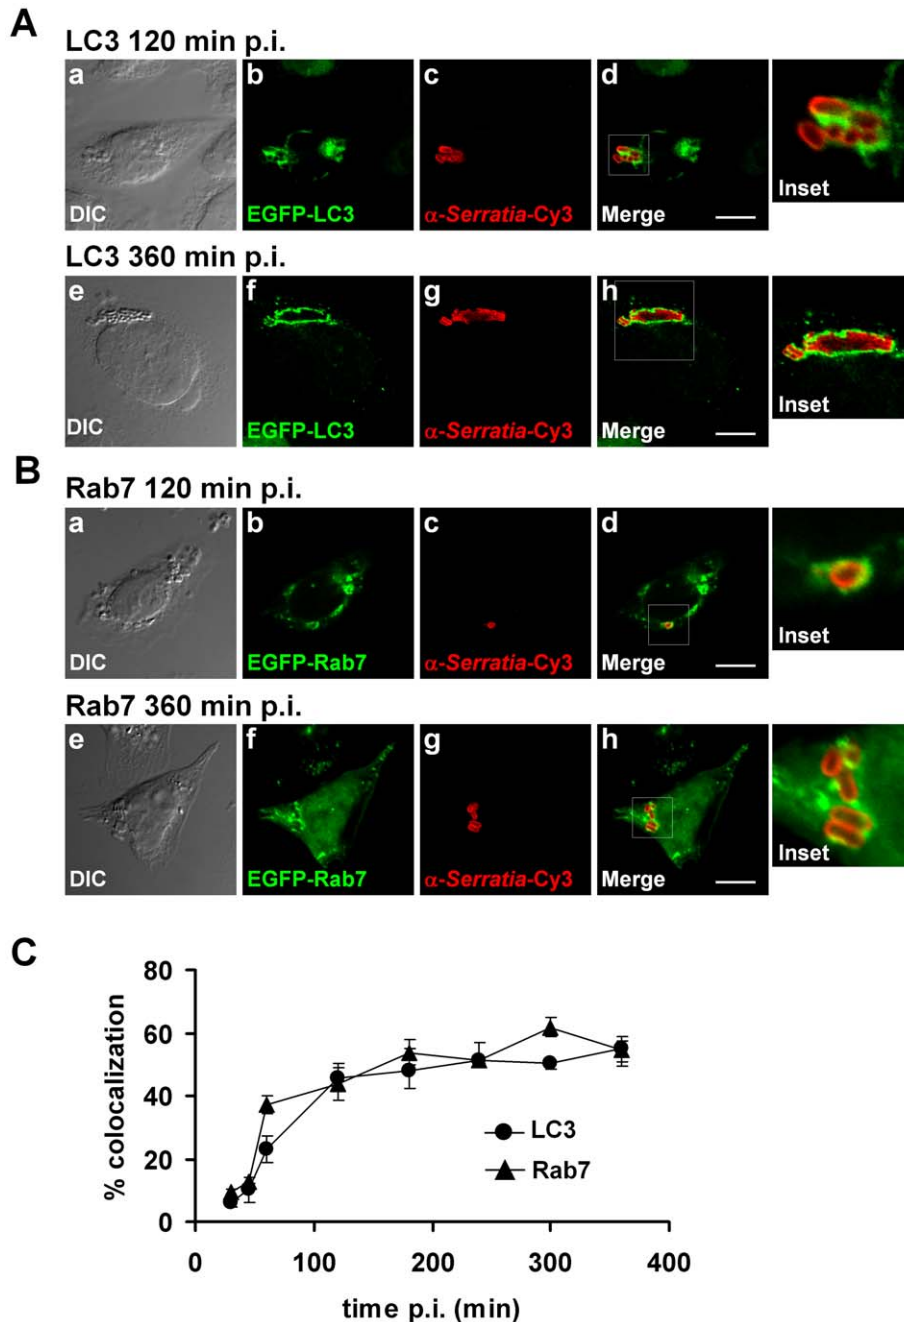 A
LC3 120 min p.i.
a b c d
DIC EGFP-LC3 α-Serratia-Cy3 Merge Inset
LC3 360 min p.i.
e f g h
DIC EGFP-LC3 α-Serratia-Cy3 Merge Inset
B
Rab7 120 min p.i.
a b c d
DIC EGFP-Rab7 α-Serratia-Cy3 Merge Inset
Rab7 360 min p.i.
e f g h
DIC EGFP-Rab7 α-Serratia-Cy3 Merge Inset
C
% colocalization
80
60
40
20
0
LC3
Rab7
0 100 200 300 400
time p.i. (min)